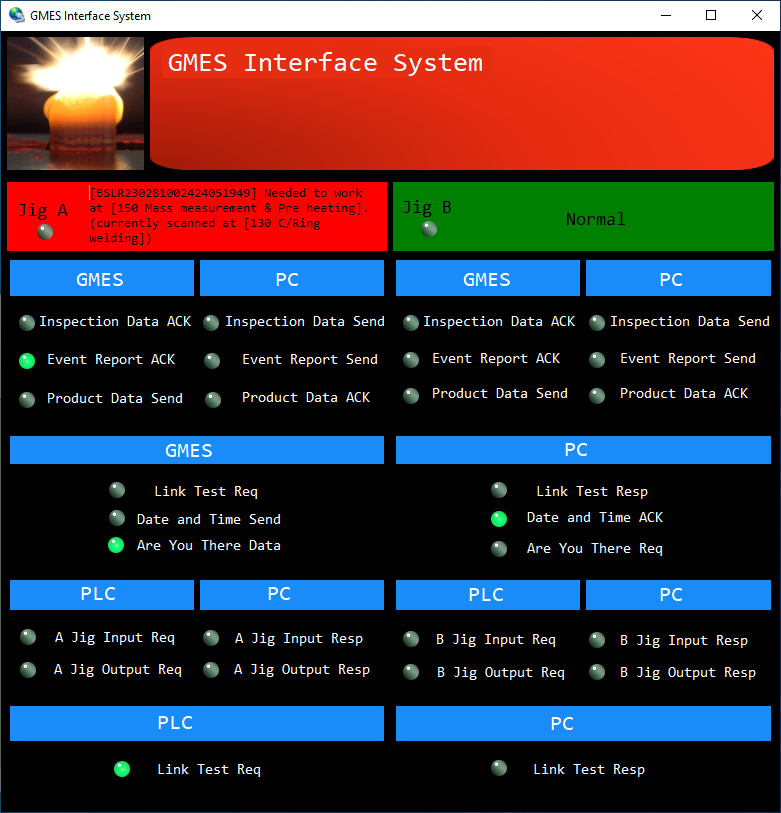 GMES Interface System
GMES Interface System
Jig A
[BSLR230281002424051949] Needed to work
at [150 Mass measurement & Pre heating].
(currently scanned at [130 C/Ring
welding])
Jig B
Normal
GMES PC GMES PC
Inspection Data ACK Inspection Data Send Inspection Data ACK Inspection Data Send
Event Report ACK Event Report Send Event Report ACK Event Report Send
Product Data Send Product Data ACK Product Data Send Product Data ACK
GMES PC
Link Test Req Link Test Resp
Date and Time Send Date and Time ACK
Are You There Data Are You There Req
PLC PC PLC PC
A Jig Input Req A Jig Input Resp B Jig Input Req B Jig Input Resp
A Jig Output Req A Jig Output Resp B Jig Output Req B Jig Output Resp
PLC PC
Link Test Req Link Test Resp